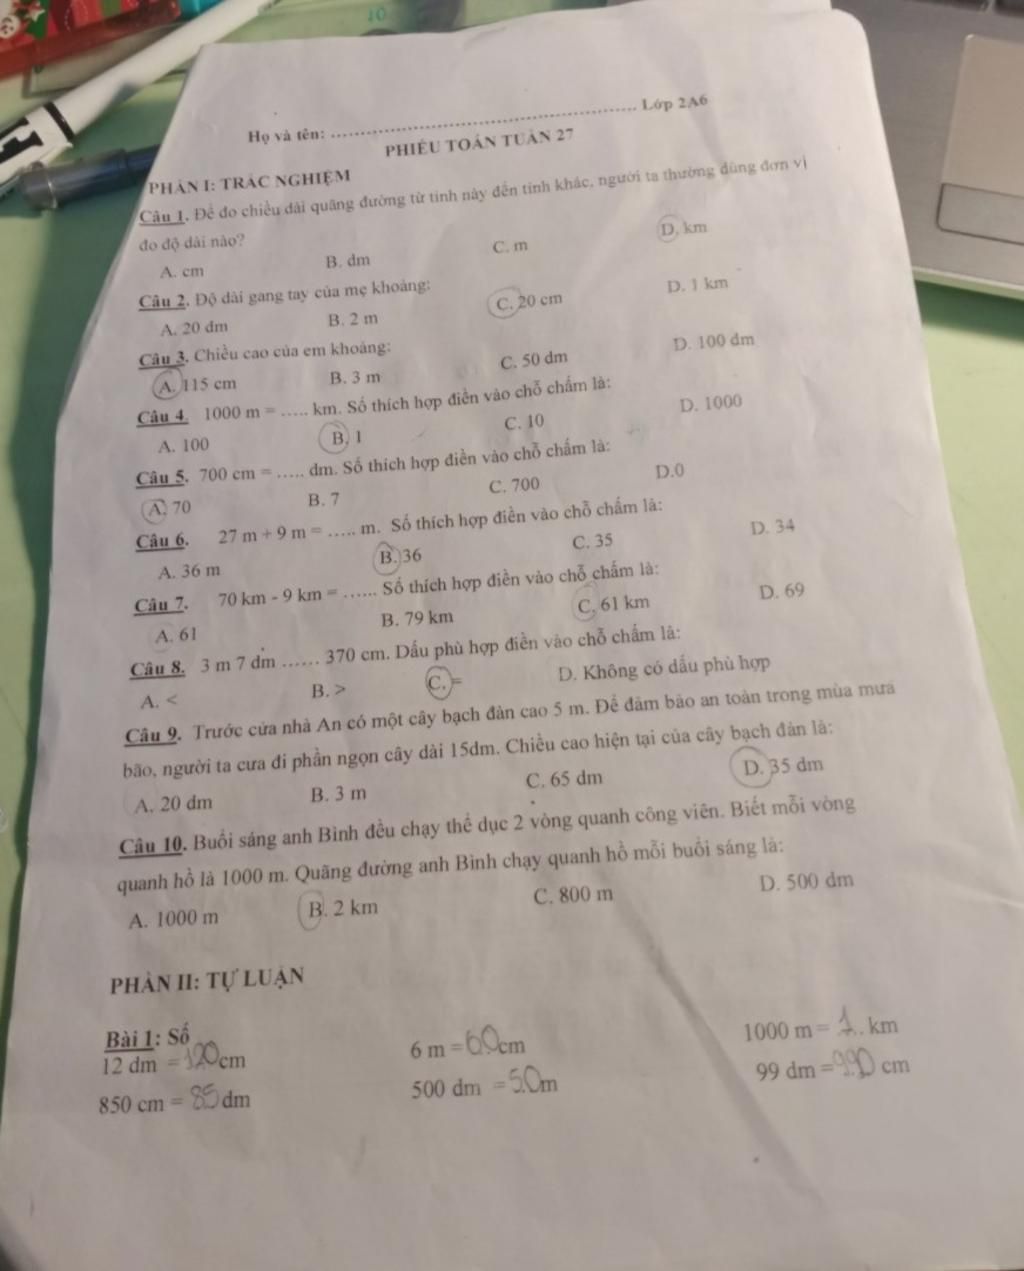 10
Họ và tên: .................................................. Lớp 2A6
PHIẾU TOÁN TUẦN 27
PHẦN I: TRẮC NGHIỆM
Câu 1. Để đo chiều dài quãng đường từ tỉnh này đến tỉnh khác, người ta thường dùng đơn vị
đo độ dài nào?
A. cm B. dm C. m D. km
Câu 2. Độ dài gang tay của mẹ khoảng:
A. 20 dm B. 2 m C. 20 cm D. 1 km
Câu 3. Chiều cao của em khoảng:
A. 115 cm B. 3 m C. 50 dm D. 100 dm
Câu 4. 1000 m = ..... km. Số thích hợp điền vào chỗ chấm là:
A. 100 B. 1 C. 10 D. 1000
Câu 5. 700 cm = ..... dm. Số thích hợp điền vào chỗ chấm là:
A. 70 B. 7 C. 700 D.0
Câu 6. 27 m + 9 m = ..... m. Số thích hợp điền vào chỗ chấm là:
A. 36 m B. 36 C. 35 D. 34
Câu 7. 70 km - 9 km = ...... Số thích hợp điền vào chỗ chấm là:
A. 61 B. 79 km C. 61 km D. 69
Câu 8. 3 m 7 dm ...... 370 cm. Dấu phù hợp điền vào chỗ chấm là:
A. < B. > C. = D. Không có dấu phù hợp
Câu 9. Trước cửa nhà An có một cây bạch đàn cao 5 m. Để đảm bảo an toàn trong mùa mưa
bão, người ta cưa đi phần ngọn cây dài 15dm. Chiều cao hiện tại của cây bạch đàn là:
A. 20 dm B. 3 m C. 65 dm D. 35 dm
Câu 10. Buổi sáng anh Bình đều chạy thể dục 2 vòng quanh công viên. Biết mỗi vòng
quanh hồ là 1000 m. Quãng đường anh Bình chạy quanh hồ mỗi buổi sáng là:
A. 1000 m B. 2 km C. 800 m D. 500 dm
PHẦN II: TỰ LUẬN
Bài 1: Số
12 dm = 120 cm 6 m = 60 cm 1000 m = 1 km
850 cm = 85 dm 500 dm = 50 m 99 dm = 990 cm